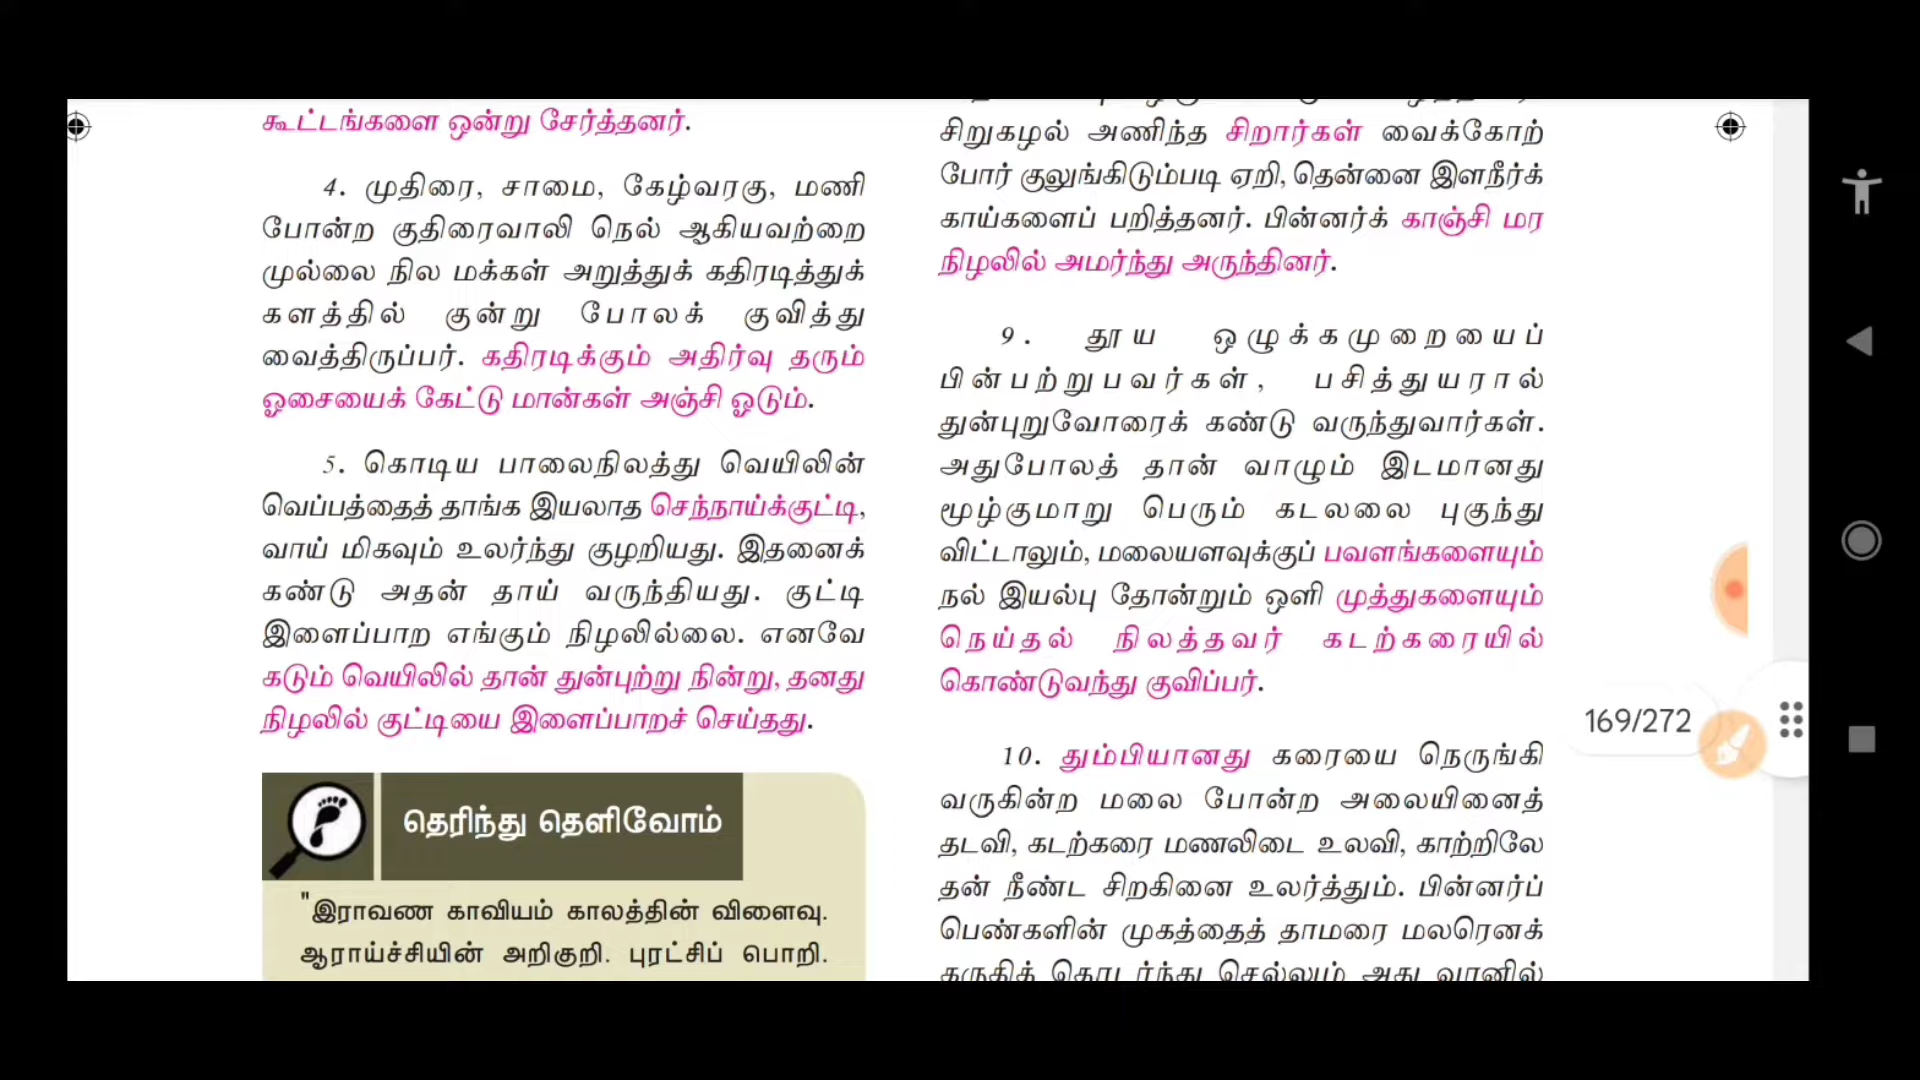 கூட்டங்களை ஒன்று சேர்த்தனர்.
4. முதிரை, சாமை, கேழ்வரகு, மணி
போன்ற குதிரைவாலி நெல் ஆகியவற்றை
முல்லை நில மக்கள் அறுத்துக் கதிரடித்துக்
களத்தில் குன்று போலக் குவித்து
வைத்திருப்பர். கதிரடிக்கும் அதிர்வு தரும்
ஓசையைக் கேட்டு மான்கள் அஞ்சி ஓடும்.
5. கொடிய பாலைநிலத்து வெயிலின்
வெப்பத்தைத் தாங்க இயலாத செந்நாய்க்குட்டி,
வாய் மிகவும் உலர்ந்து குழறியது. இதனைக்
கண்டு அதன் தாய் வருந்தியது. குட்டி
இளைப்பாற எங்கும் நிழலில்லை. எனவே
கடும் வெயிலில் தான் துன்புற்று நின்று, தனது
நிழலில் குட்டியை இளைப்பாறச் செய்தது.
தெரிந்து தெளிவோம்
"இராவண காவியம் காலத்தின் விளைவு.
ஆராய்ச்சியின் அறிகுறி. புரட்சிப் பொறி.
சிறுகழல் அணிந்த சிறார்கள் வைக்கோற்
போர் குலுங்கிடும்படி ஏறி, தென்னை இளநீர்க்
காய்களைப் பறித்தனர். பின்னர்க் காஞ்சி மர
நிழலில் அமர்ந்து அருந்தினர்.
9. தூய ஒழுக்கமுறையைப்
பின்பற்றுபவர்கள், பசித்துயரால்
துன்புறுவோரைக் கண்டு வருந்துவார்கள்.
அதுபோலத் தான் வாழும் இடமானது
மூழ்குமாறு பெரும் கடலலை புகுந்து
விட்டாலும், மலையளவுக்குப் பவளங்களையும்
நல் இயல்பு தோன்றும் ஒளி முத்துகளையும்
நெய்தல் நிலத்தவர் கடற்கரையில்
கொண்டுவந்து குவிப்பர்.
10. தும்பியானது கரையை நெருங்கி
வருகின்ற மலை போன்ற அலையினைத்
தடவி, கடற்கரை மணலிடை உலவி, காற்றிலே
தன் நீண்ட சிறகினை உலர்த்தும். பின்னர்ப்
பெண்களின் முகத்தைத் தாமரை மலரெனக்
கருதித் தொடர்ந்து செல்லும் அது வானில்
169/272